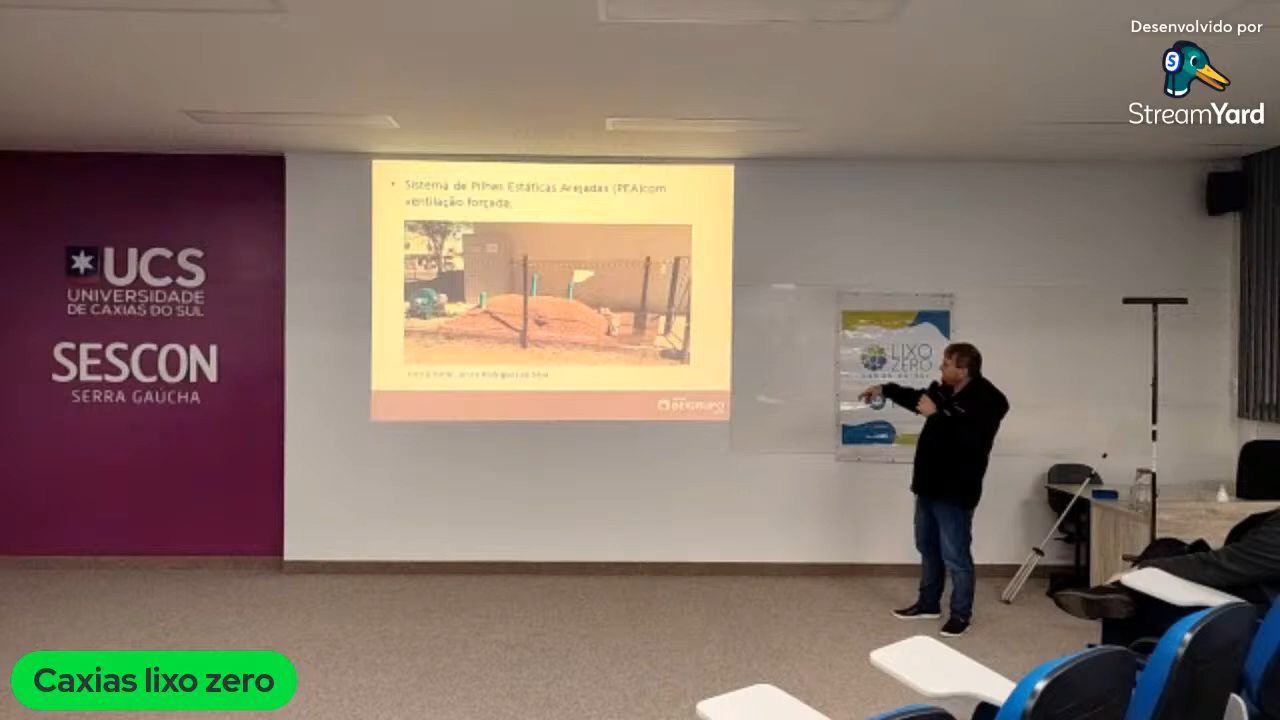 Desenvolvido por
StreamYard
• Sistema de Pilhas Estáticas Arejadas (PEA)com
ventilação forçada;
UCS
UNIVERSIDADE
DE CAXIAS DO SUL
SESCON
SERRA GAÚCHA
LIXO
ZERO
Caxias lixo zero